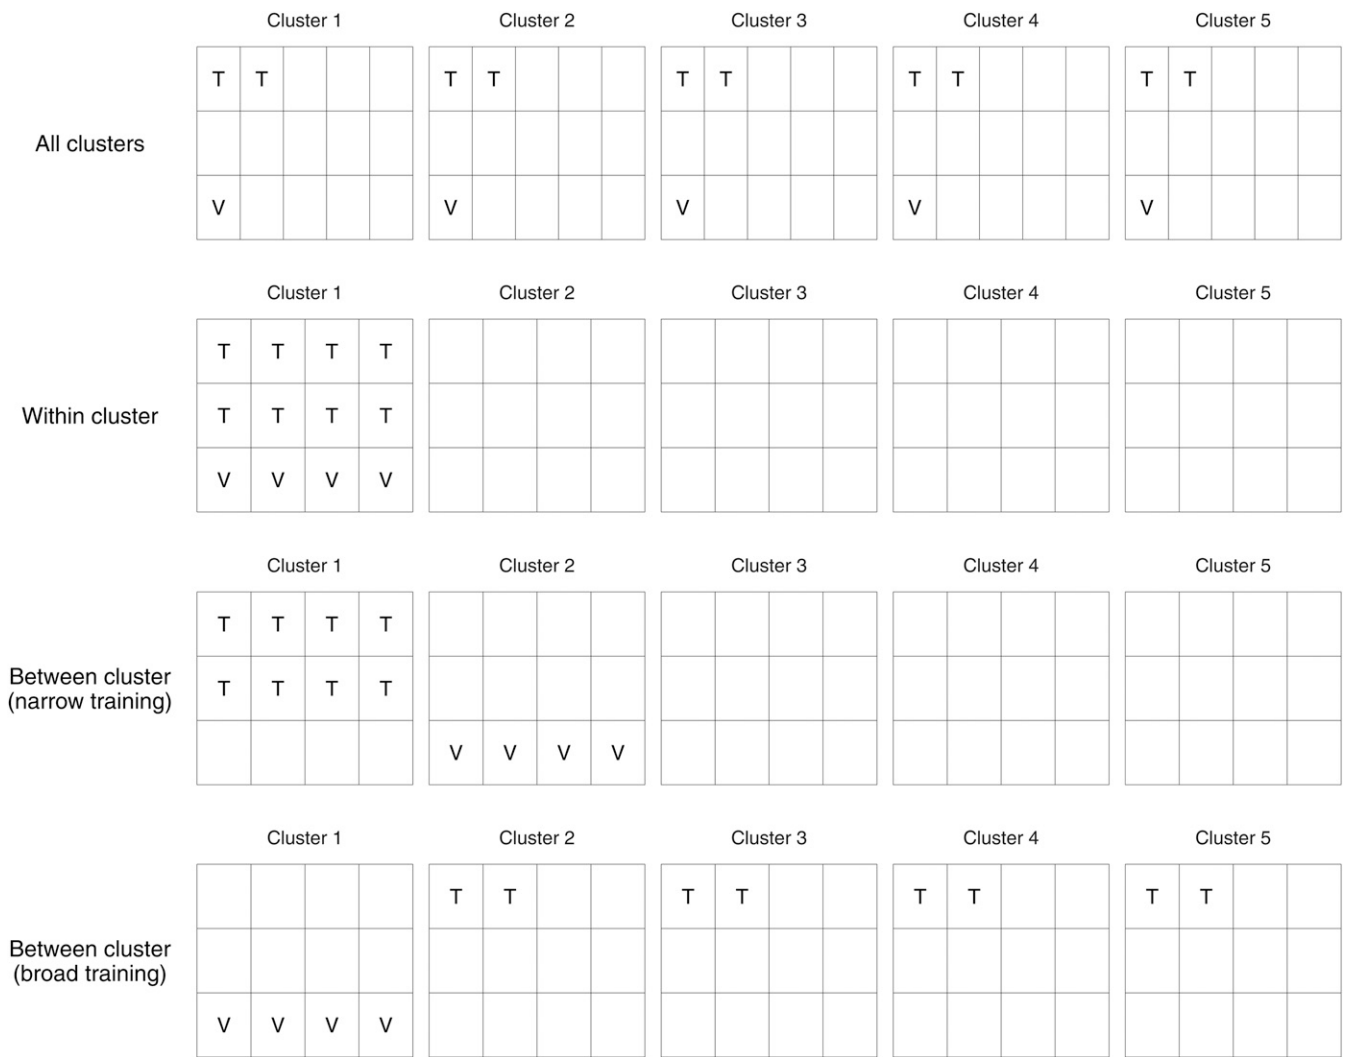 Cluster 1 Cluster 2 Cluster 3 Cluster 4 Cluster 5
T T T T T T T T T T
All clusters
V V V V V
Cluster 1 Cluster 2 Cluster 3 Cluster 4 Cluster 5
T T T T
Within cluster T T T T
V V V V
Cluster 1 Cluster 2 Cluster 3 Cluster 4 Cluster 5
T T T T
Between cluster
(narrow training)
T T T T
V V V V
Cluster 1 Cluster 2 Cluster 3 Cluster 4 Cluster 5
T T T T T T T T
Between cluster
(broad training)
V V V V